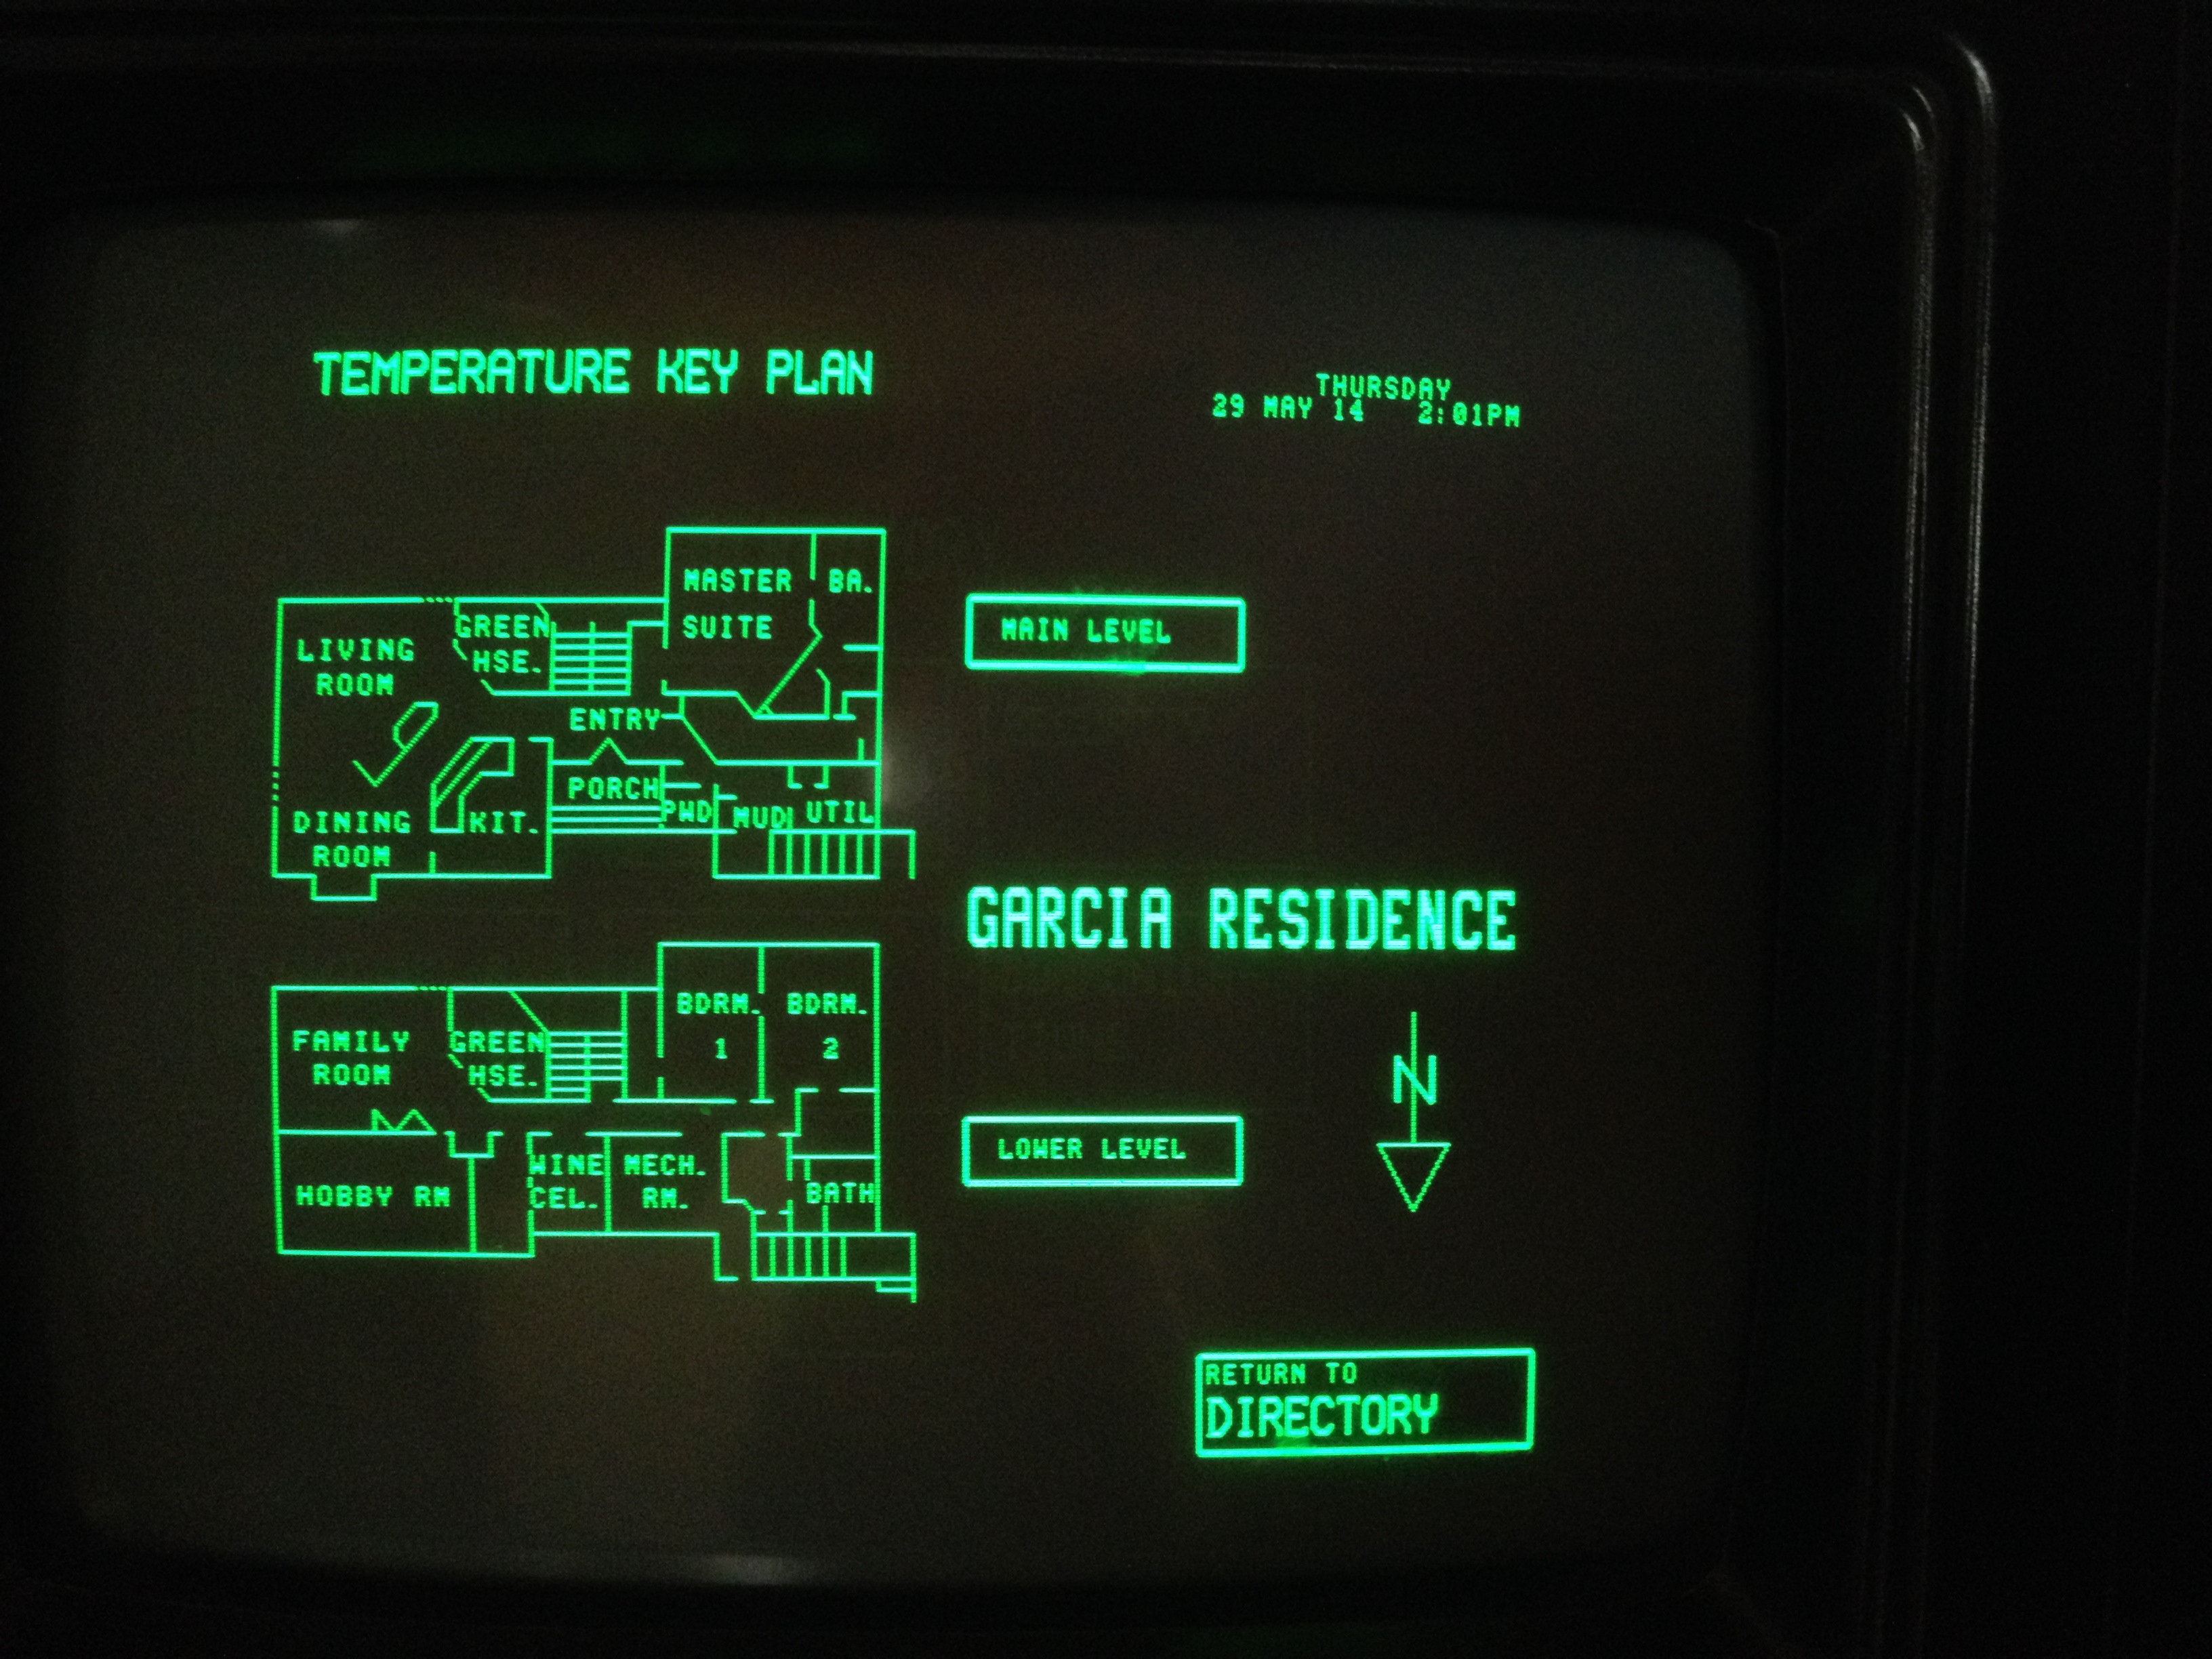 TEMPERATURE KEY PLAN
THURSDAY
29 MAY 14 2:01PM
MASTER
SUITE
BA.
LIVING
ROOM
GREEN
HSE.
ENTRY
PORCH
PWD
MUD
UTIL
DINING
ROOM
KIT.
MAIN LEVEL
GARCIA RESIDENCE
FAMILY
ROOM
GREEN
HSE.
BDRM.
1
BDRM.
2
HOBBY RM
WINE
CEL.
MECH.
RM.
BATH
LOWER LEVEL
N
RETURN TO
DIRECTORY